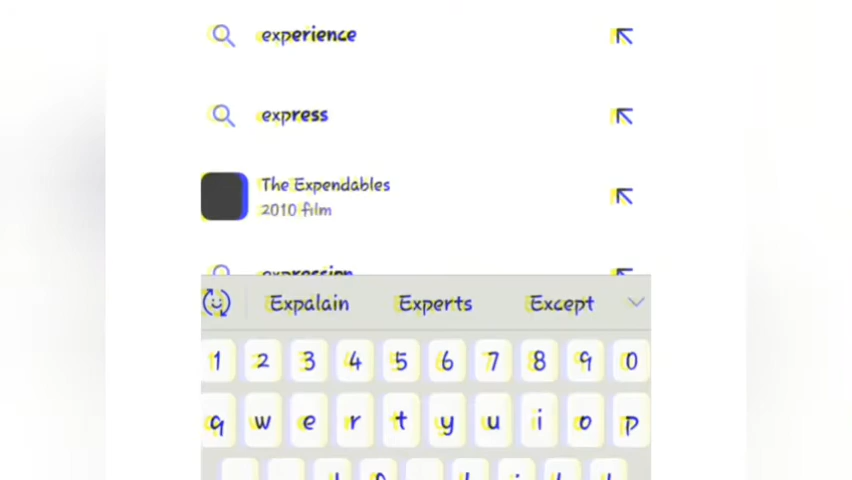 experience
express
The Expendables
2010 film
expression
Expalain Experts Except
1 2 3 4 5 6 7 8 9 0
q w e r t y u i o p